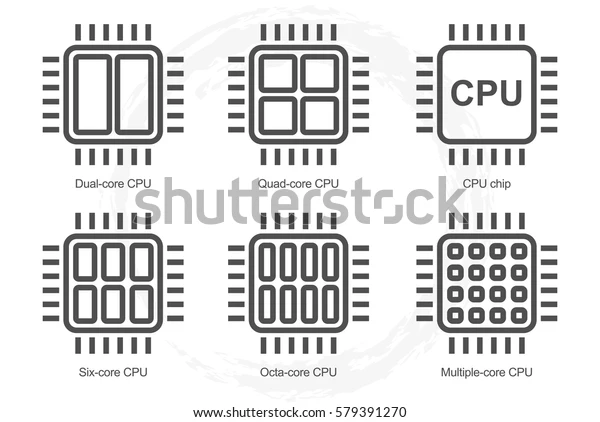 CPU
Dual-core CPU
Quad-core CPU
CPU chip
shutterstock
Six-core CPU
Octa-core CPU
Multiple-core CPU
www.shutterstock.com · 579391270